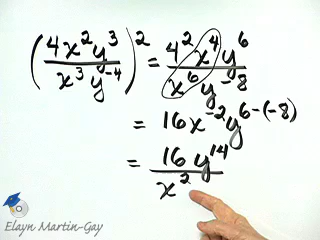 (4x²y³ / x³y⁻⁴)² = 4²x⁴y⁶ / x⁶y⁻⁸
= 16x⁻²y⁶⁻⁽⁻⁸⁾
= 16y¹⁴ / x²
Elayn Martin-Gay